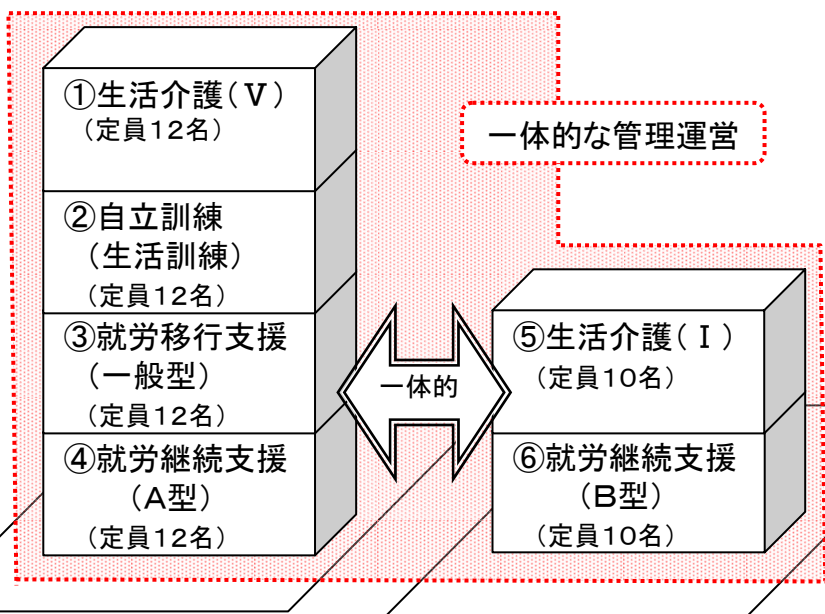 ①生活介護(Ⅴ)
(定員12名)
②自立訓練
(生活訓練)
(定員12名)
③就労移行支援
(一般型)
(定員12名)
④就労継続支援
(A型)
(定員12名)
一体的な管理運営
一体的
⑤生活介護(Ⅰ)
(定員10名)
⑥就労継続支援
(B型)
(定員10名)